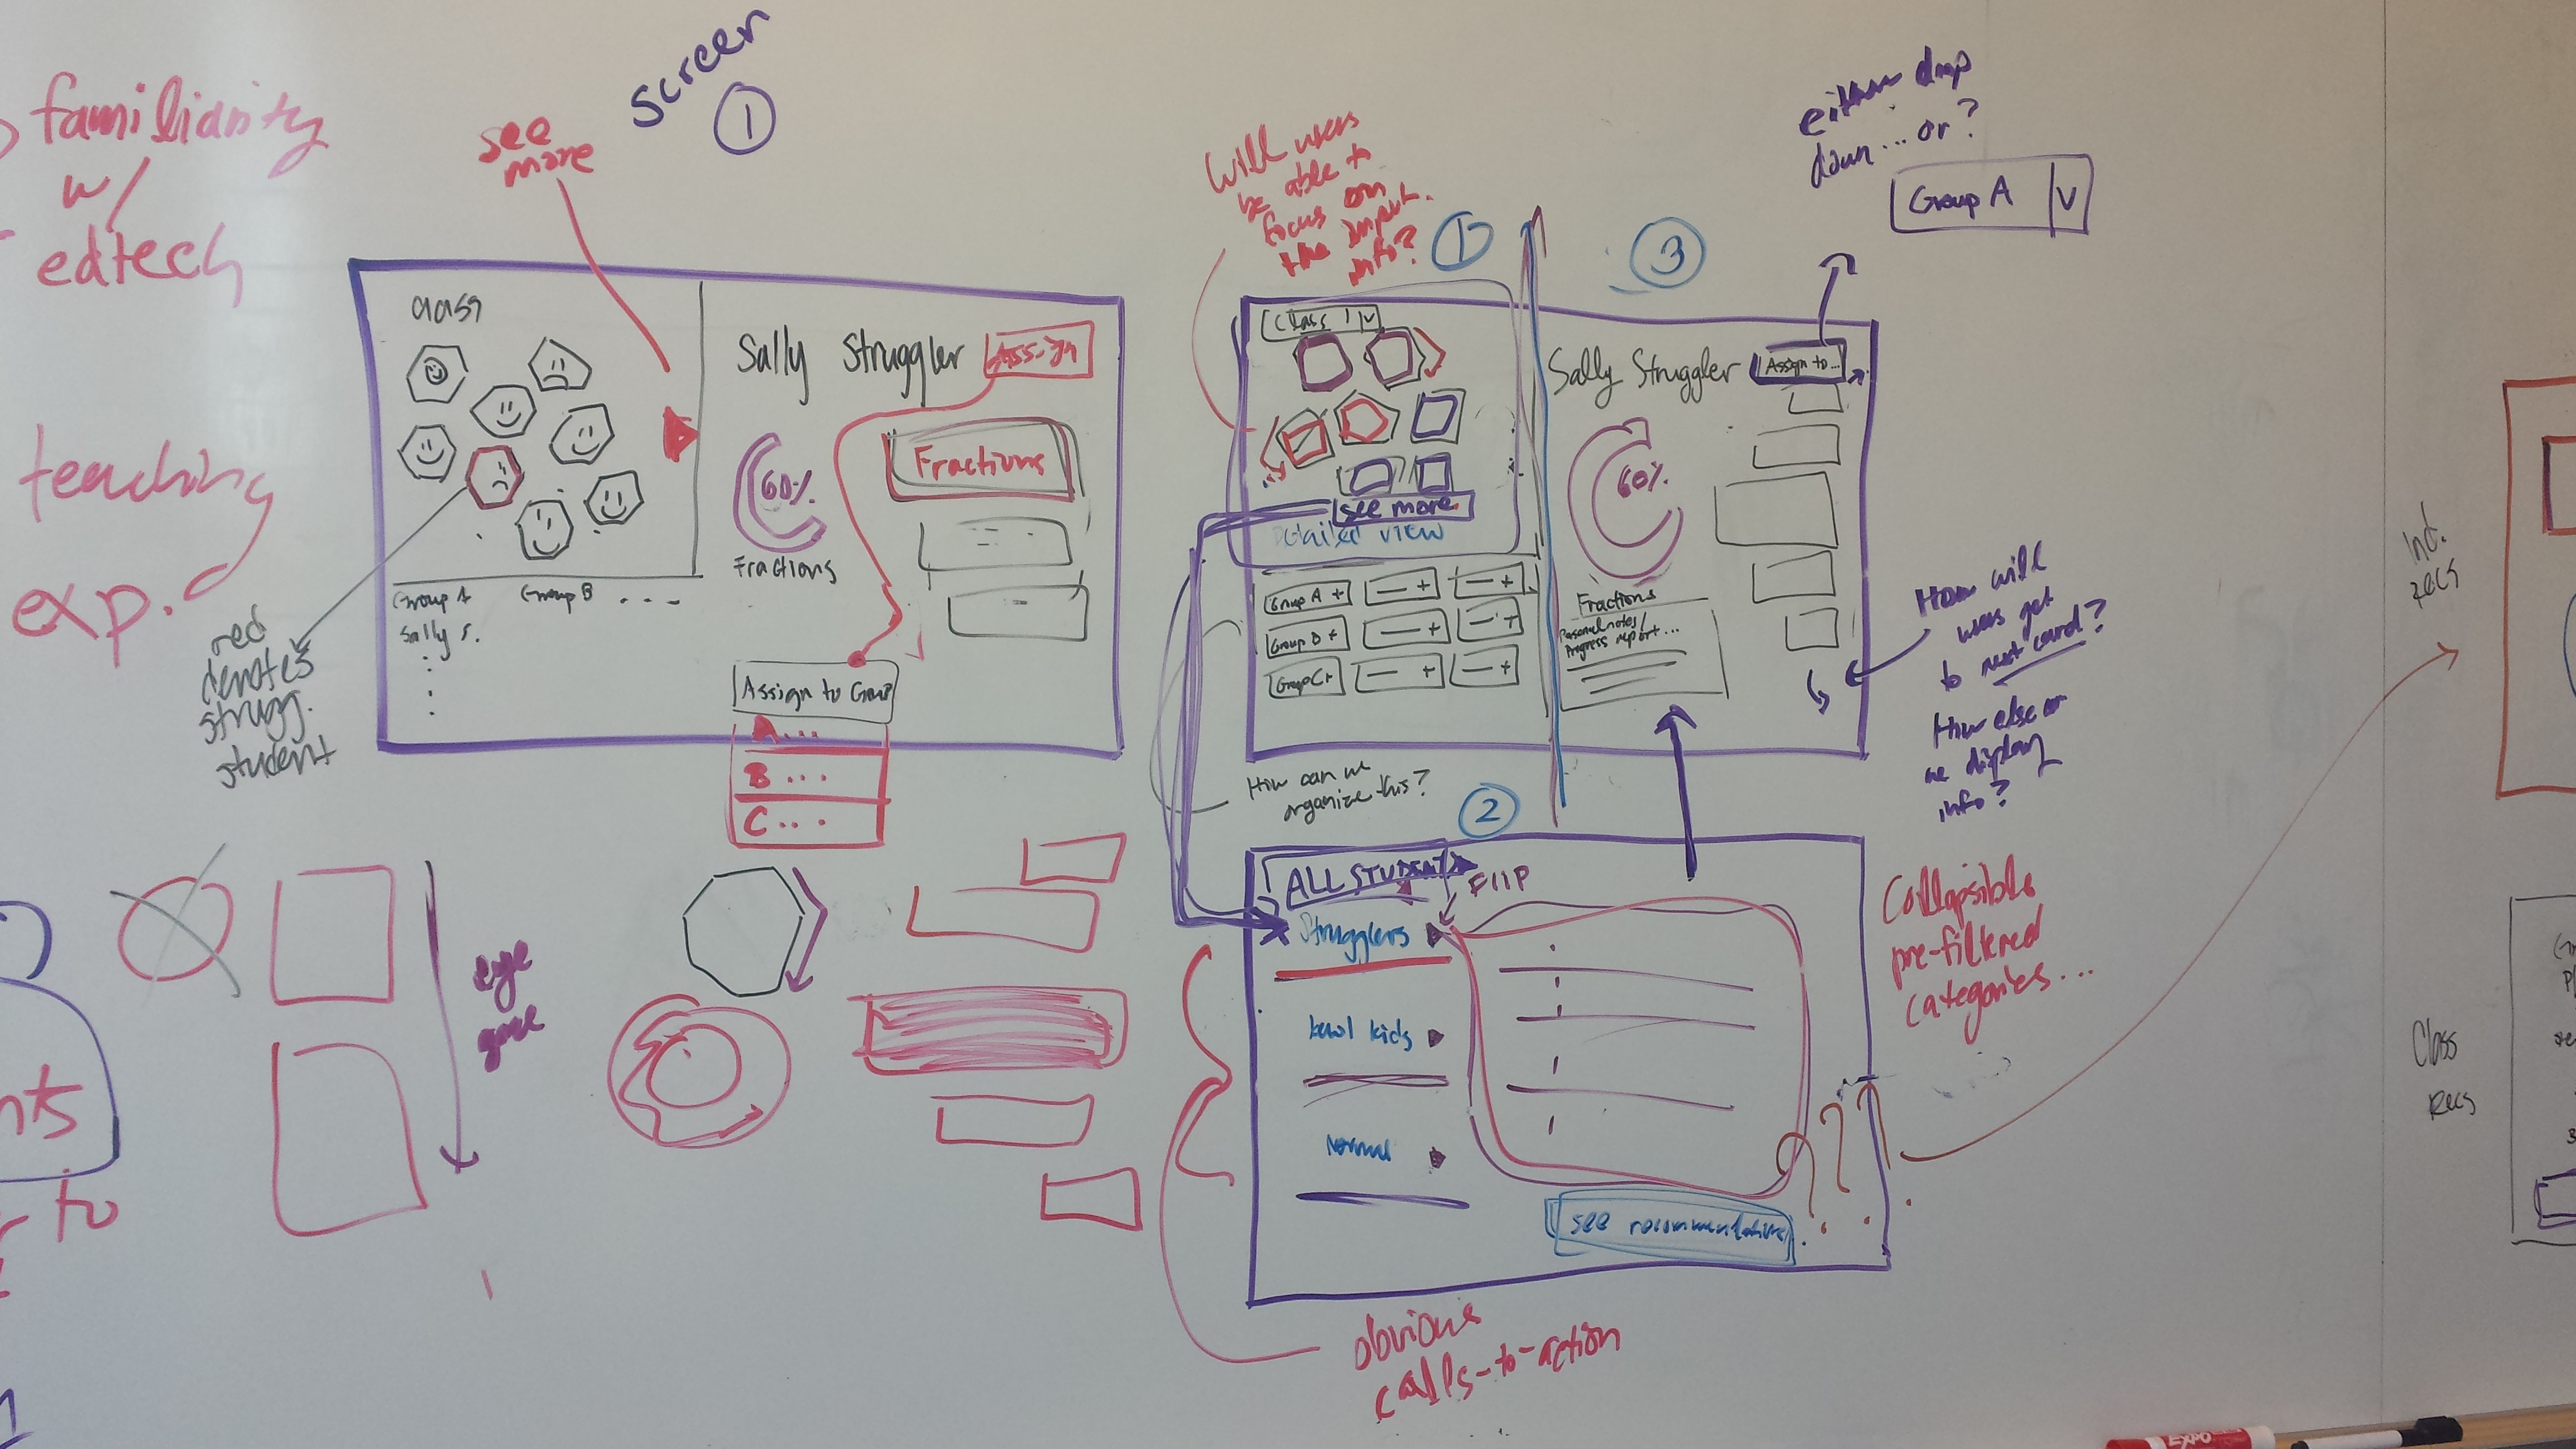 familiarity
w/
edtech
teaching
exp.
Screen
1
see
more
class
Group A
Group B
Sally S.
red
denotes
strugg.
student
Sally Struggler
Assign
60%
Fractions
Fractions
Assign to Group
A...
B...
C...
eye
gaze
nts
to
Will users
be able to
focus on
the import.
info?
1
Class 1 V
see more
Detailed view
Group A +
- +
- +
Group B +
- +
- +
Group C +
- +
- +
How can we
organize this?
3
Sally Struggler
Assign to...
60%
Fractions
Personal notes/
Progress report...
either drop
down... or?
Group A V
How will
users get
to next card?
How else can
we display
info?
2
ALL STUDENTS
FlIP
Strugglers
kewl kids
Normal
see recommendations
???
Collapsible
pre-filtered
categories...
obvious
calls-to-action
Ind.
recs
Class
Recs
EXPO